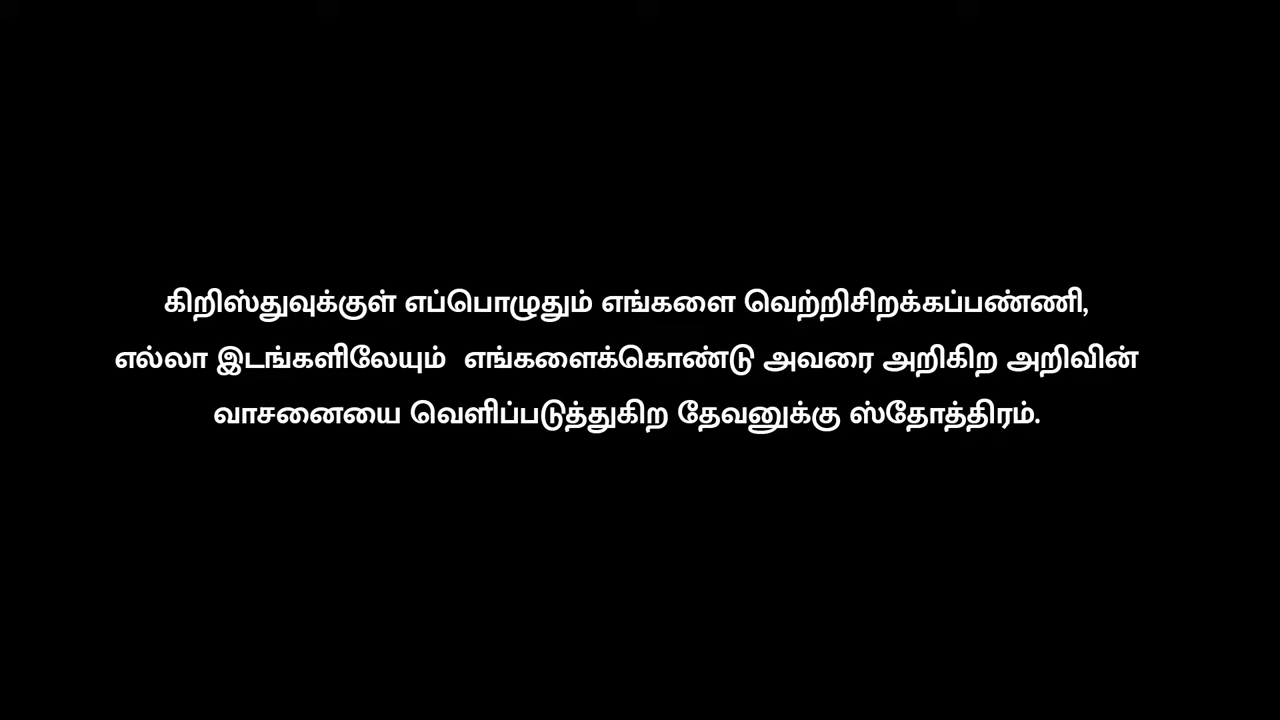 கிறிஸ்துவுக்குள் எப்பொழுதும் எங்களை வெற்றிசிறக்கப்பண்ணி,
எல்லா இடங்களிலேயும் எங்களைக்கொண்டு அவரை அறிகிற அறிவின்
வாசனையை வெளிப்படுத்துகிற தேவனுக்கு ஸ்தோத்திரம்.